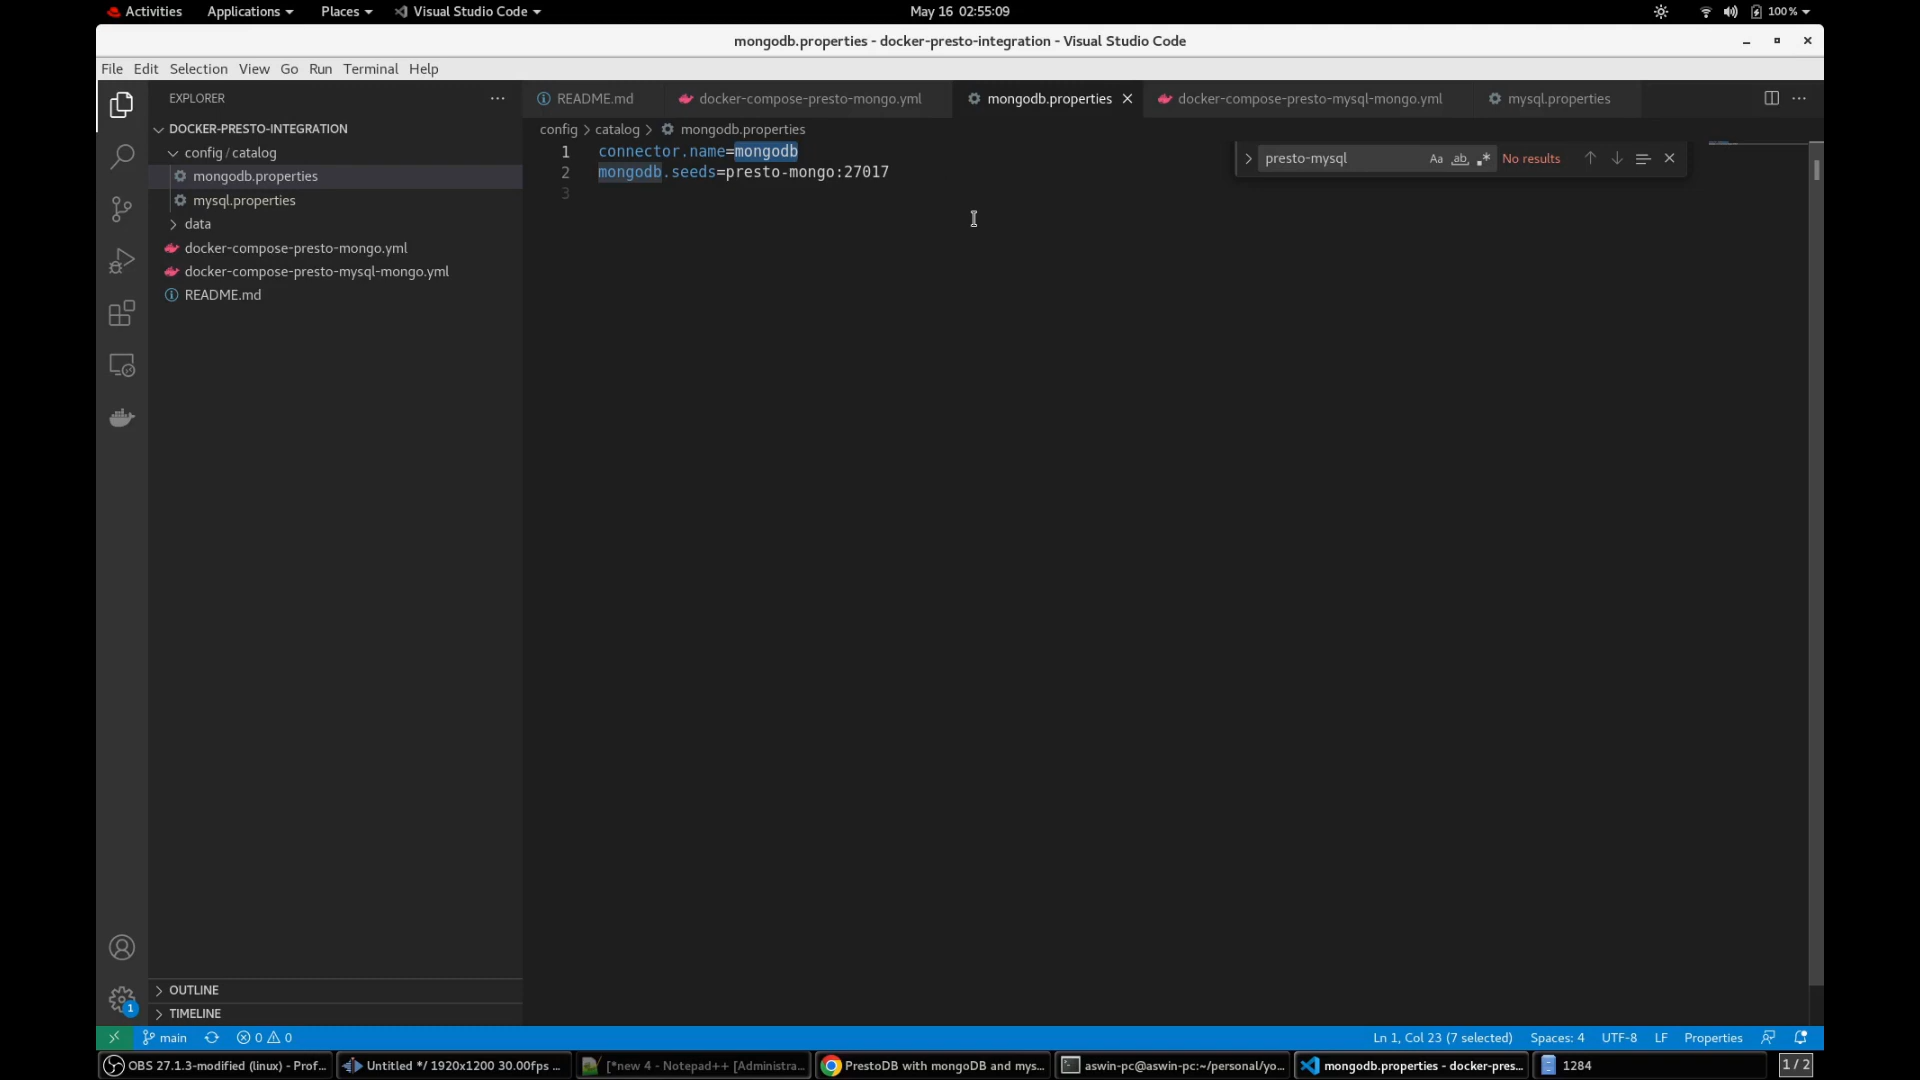 Activities Applications Places Visual Studio Code May 16 02:55:09 100%
mongodb.properties - docker-presto-integration - Visual Studio Code
File Edit Selection View Go Run Terminal Help
EXPLORER
DOCKER-PRESTO-INTEGRATION
config / catalog
mongodb.properties
mysql.properties
data
docker-compose-presto-mongo.yml
docker-compose-presto-mysql-mongo.yml
README.md
OUTLINE
TIMELINE
1
README.md docker-compose-presto-mongo.yml mongodb.properties docker-compose-presto-mysql-mongo.yml mysql.properties
config > catalog > mongodb.properties
1 connector.name=mongodb
2 mongodb.seeds=presto-mongo:27017
3
presto-mysql Aa ab No results
main 0 0 Ln 1, Col 23 (7 selected) Spaces: 4 UTF-8 LF Properties
OBS 27.1.3-modified (linux) - Prof... Untitled */ 1920x1200 30.00fps ... [*new 4 - Notepad++ [Administra... PrestoDB with mongoDB and mys... aswin-pc@aswin-pc:~/personal/yo... mongodb.properties - docker-pres... 1284 1 / 2